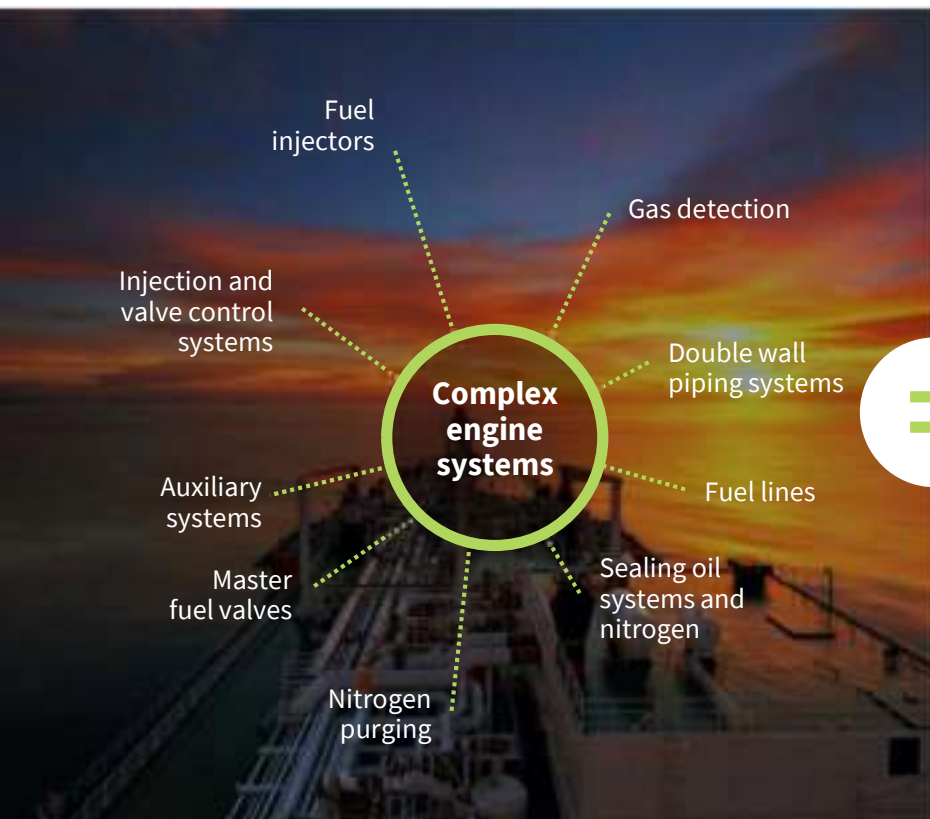 Fuel
injectors
Gas detection
Injection and
valve control
systems
Double wall
piping systems
Complex
engine
systems
Auxiliary
systems
Fuel lines
Master
fuel valves
Sealing oil
systems and
nitrogen
Nitrogen
purging
=